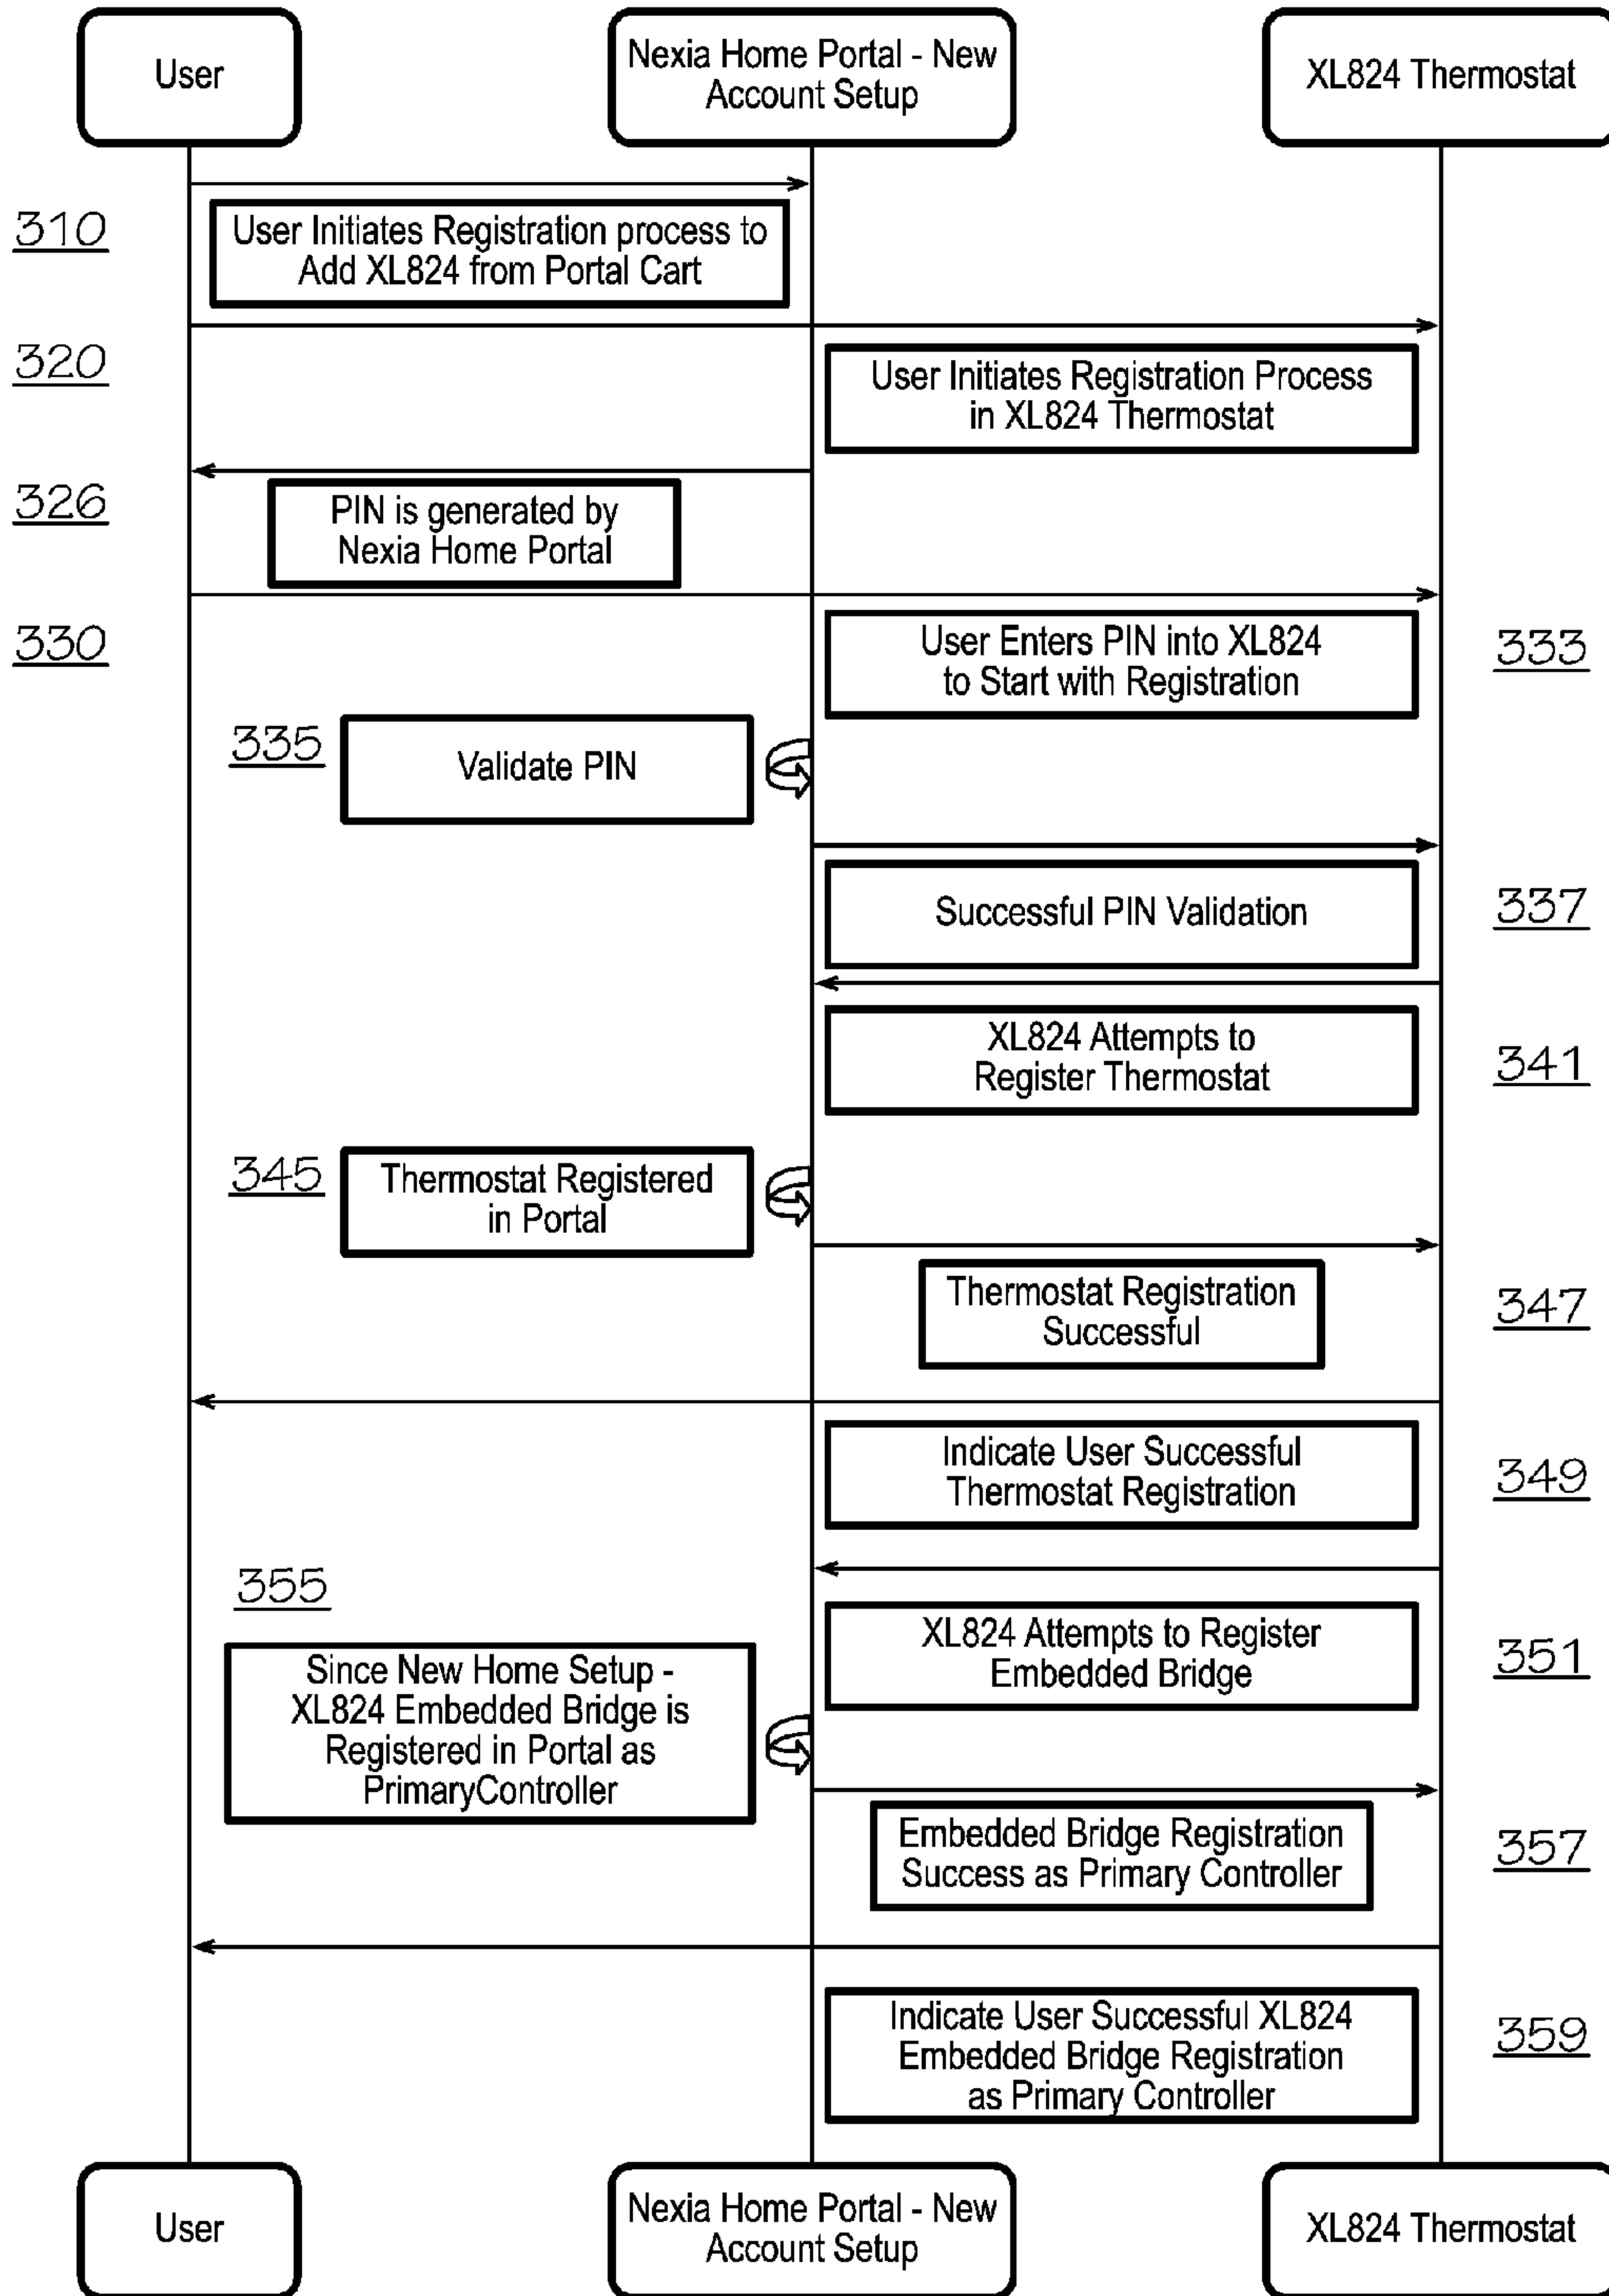 User
Nexia Home Portal - New
Account Setup
XL824 Thermostat
310
User Initiates Registration process to
Add XL824 from Portal Cart
320
User Initiates Registration Process
in XL824 Thermostat
326
PIN is generated by
Nexia Home Portal
330
User Enters PIN into XL824
to Start with Registration
333
335
Validate PIN
Successful PIN Validation
337
XL824 Attempts to
Register Thermostat
341
345
Thermostat Registered
in Portal
Thermostat Registration
Successful
347
Indicate User Successful
Thermostat Registration
349
355
XL824 Attempts to Register
Embedded Bridge
351
Since New Home Setup -
XL824 Embedded Bridge is
Registered in Portal as
PrimaryController
Embedded Bridge Registration
Success as Primary Controller
357
Indicate User Successful XL824
Embedded Bridge Registration
as Primary Controller
359
User
Nexia Home Portal - New
Account Setup
XL824 Thermostat